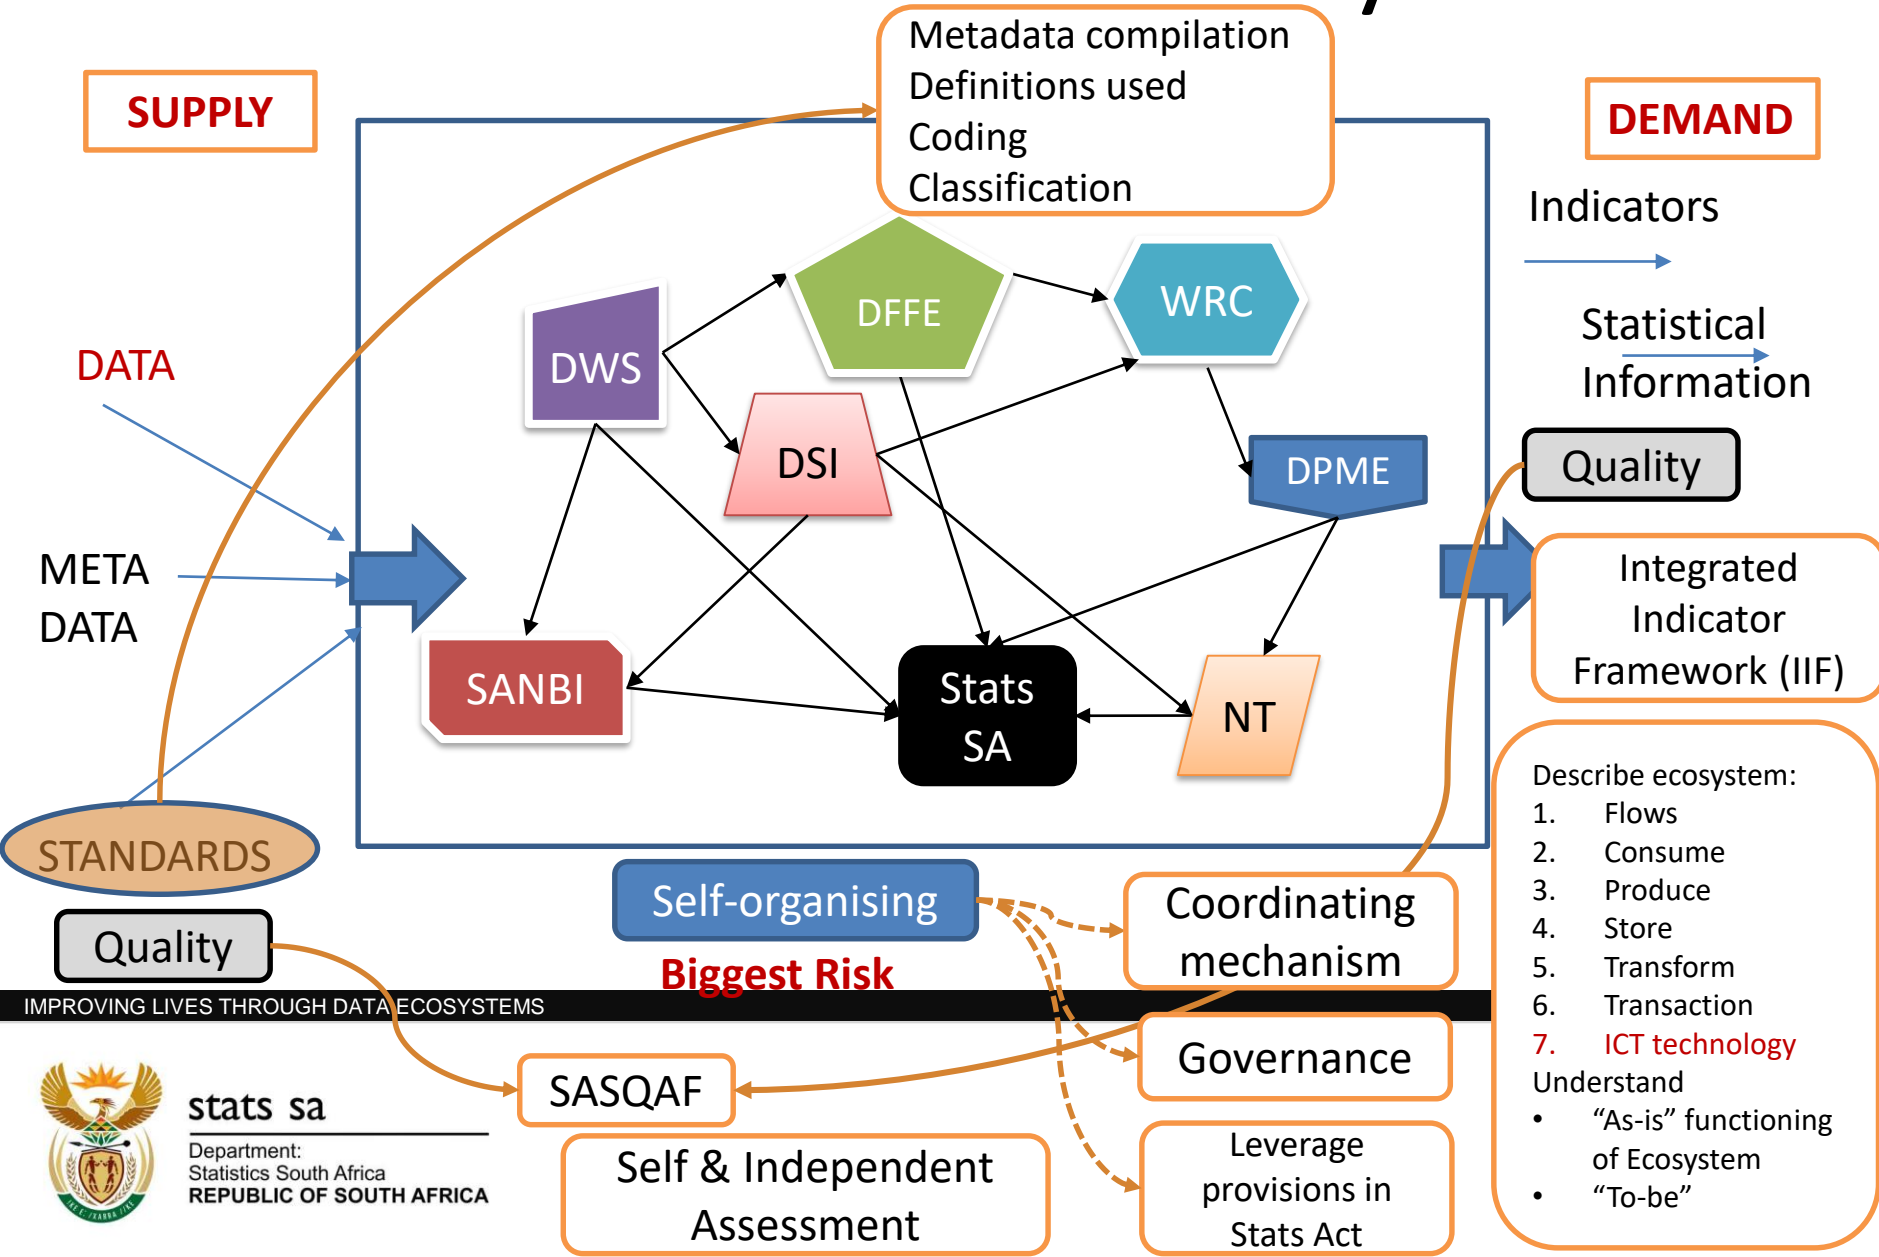 Metadata compilation
Definitions used
Coding
Classification
SUPPLY
DEMAND
Indicators
Statistical
Information
DATA
META
DATA
STANDARDS
DWS
DFFE
WRC
DSI
DPME
SANBI
Stats
SA
NT
Quality
Integrated
Indicator
Framework (IIF)
Describe ecosystem:
1. Flows
2. Consume
3. Produce
4. Store
5. Transform
6. Transaction
7. ICT technology
Understand
• “As-is” functioning
of Ecosystem
• “To-be”
Self-organising
Biggest Risk
Coordinating
mechanism
Governance
Leverage
provisions in
Stats Act
Quality
IMPROVING LIVES THROUGH DATA ECOSYSTEMS
SASQAF
Self & Independent
Assessment
stats sa
Department:
Statistics South Africa
REPUBLIC OF SOUTH AFRICA